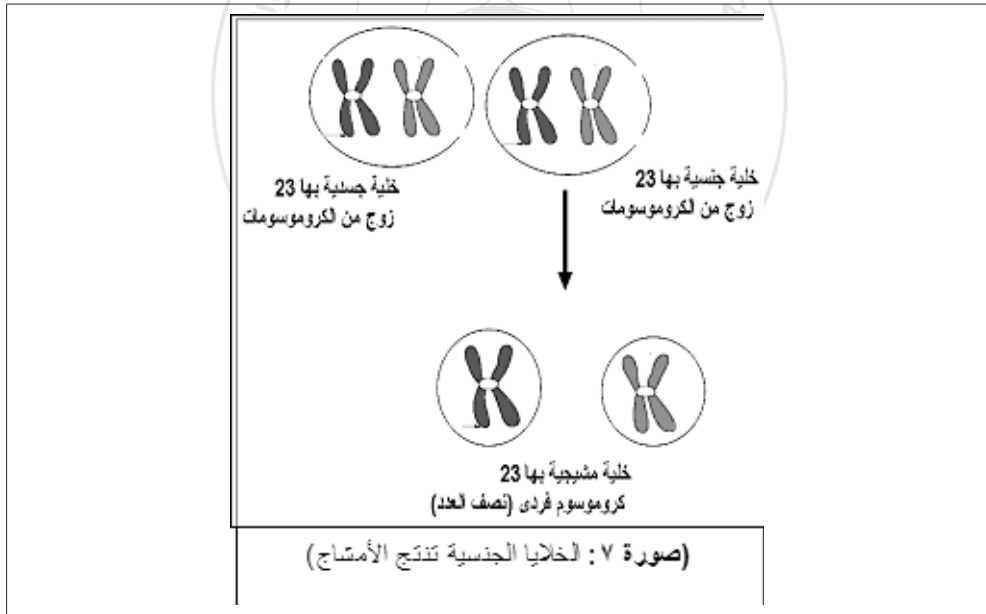 خلية جنسية بها 23
زوج من الكروموسومات
خلية جسدية بها 23
زوج من الكروموسومات
خلية مشيجية بها 23
كروموسوم فردى (نصف العدد)
(صورة ٧: الخلايا الجنسية تنتج الأمشاج)